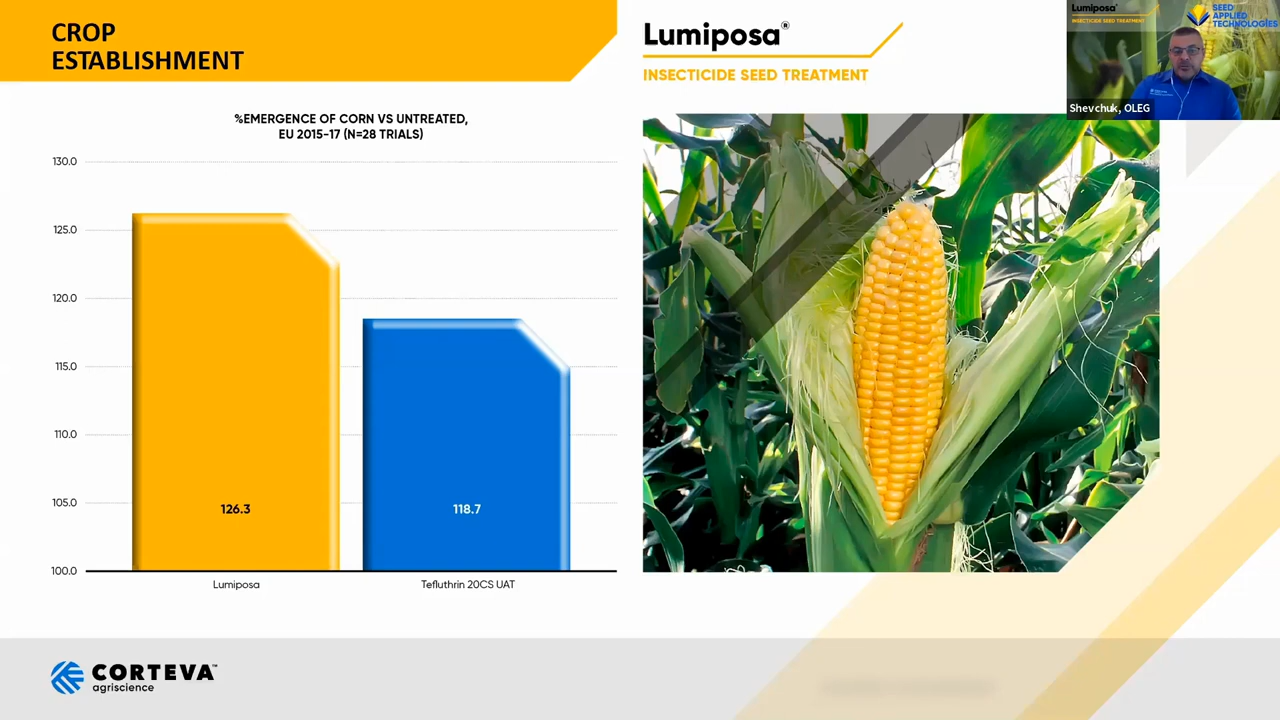 CROP
ESTABLISHMENT
Lumiposa®
INSECTICIDE SEED TREATMENT
Lumiposa®
INSECTICIDE SEED TREATMENT
SEED
APPLIED
TECHNOLOGIES
Shevchuk, OLEG
%EMERGENCE OF CORN VS UNTREATED,
EU 2015-17 (N=28 TRIALS)
130.0
125.0
120.0
115.0
110.0
105.0
100.0
126.3
118.7
Lumiposa
Tefluthrin 20CS UAT
CORTEVA™
agriscience